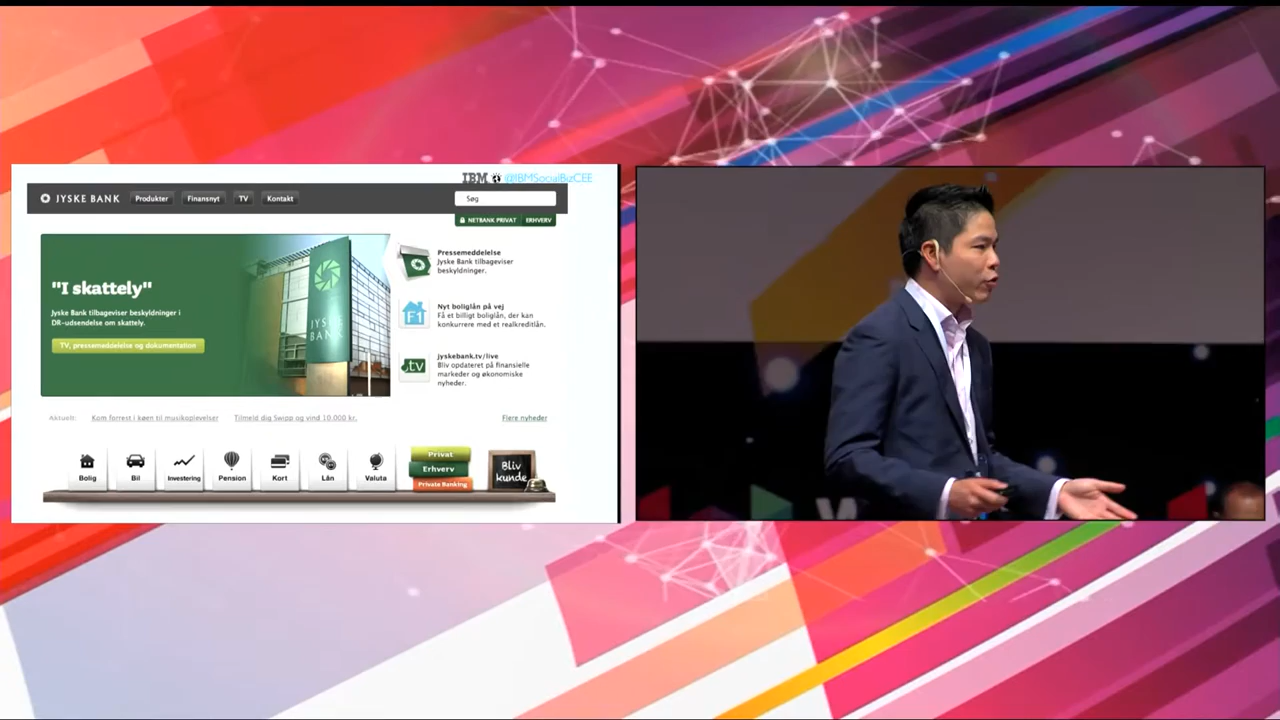 IBM @IBMSocialBizCEE
JYSKE BANK Produkter Finansnyt TV Kontakt Søg
NETBANK PRIVAT ERHVERV
"I skattely"
Jyske Bank tilbageviser beskyldninger i
DR-udsendelse om skattely.
TV, pressemeddelelse og dokumentation
JYSKE
BANK
Pressemeddelelse
Jyske Bank tilbageviser
beskyldninger.
F1
Nyt boliglån på vej
Få et billigt boliglån, der kan
konkurrere med et realkreditlån.
.tv
jyskebank.tv/live
Bliv opdateret på finansielle
markeder og økonomiske
nyheder.
Aktuelt: Kom forrest i køen til musikoplevelser Tilmeld dig Swipp og vind 10.000 kr. Flere nyheder
Bolig Bil Investering Pension Kort Lån Valuta
Privat
Erhverv
Private Banking
Bliv
kunde